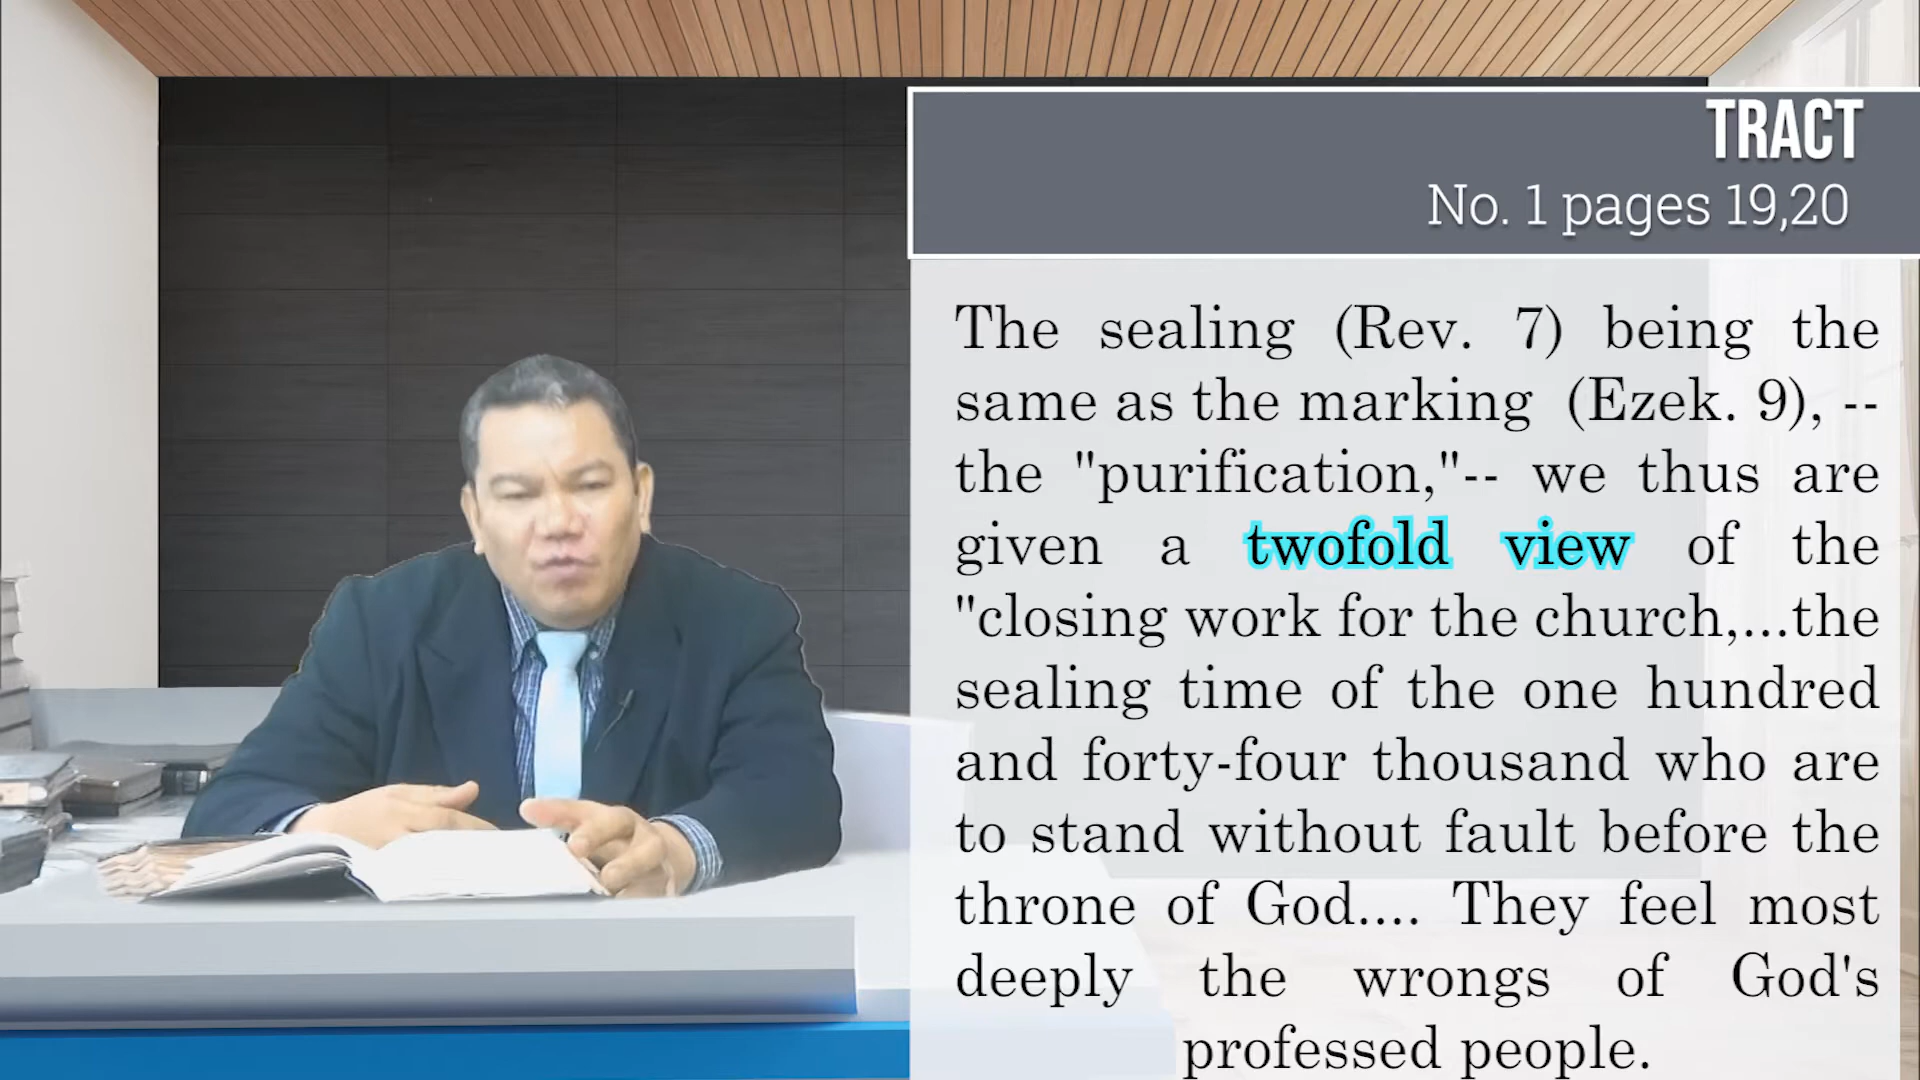 TRACT
No. 1 pages 19,20
The sealing (Rev. 7) being the
same as the marking (Ezek. 9), --
the "purification,"-- we thus are
given a twofold view of the
"closing work for the church,...the
sealing time of the one hundred
and forty-four thousand who are
to stand without fault before the
throne of God.... They feel most
deeply the wrongs of God's
professed people.